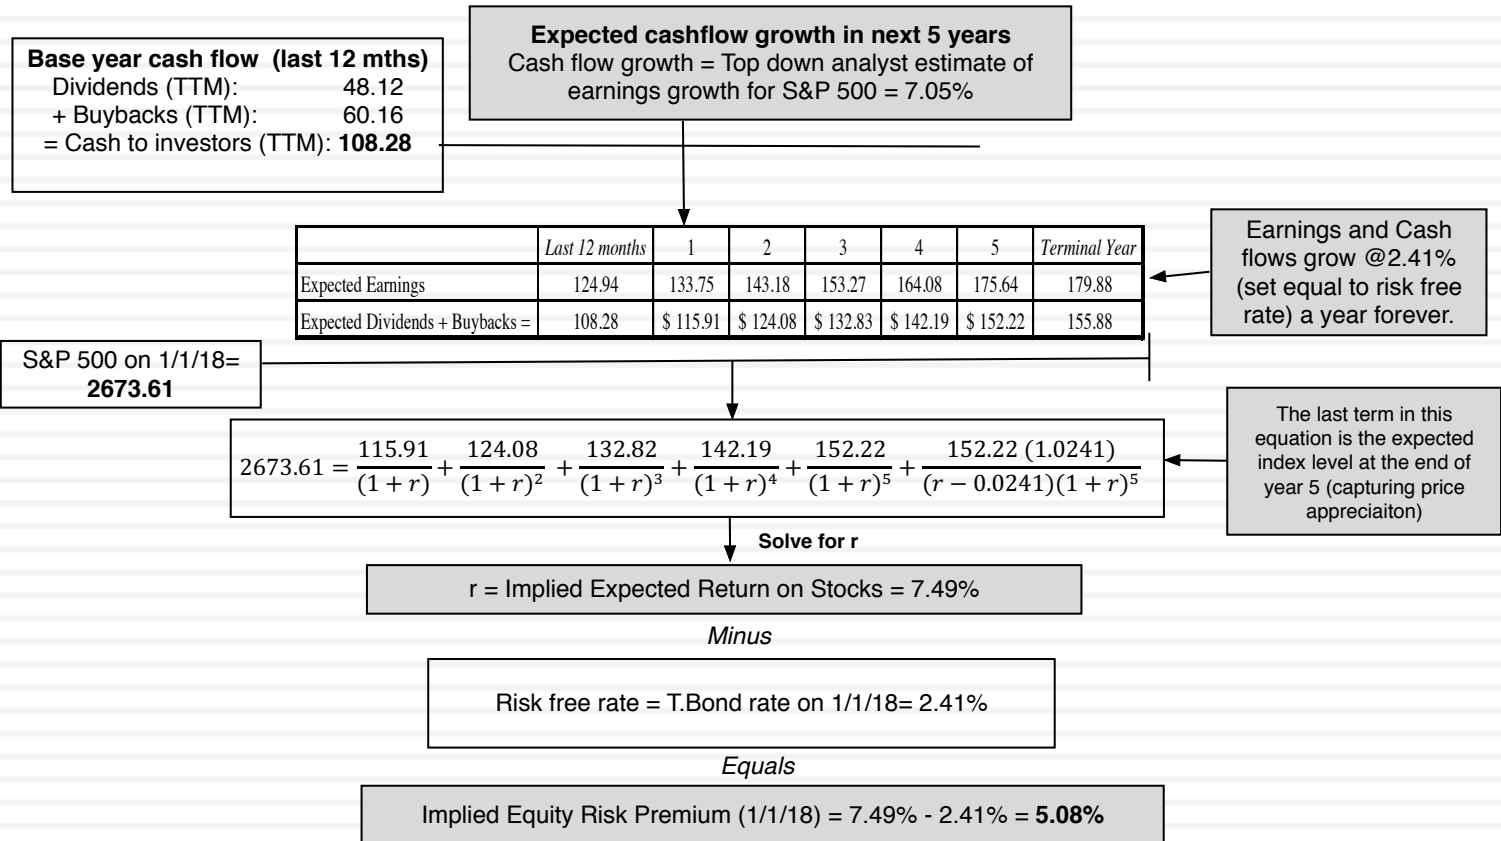 Expected cashflow growth in next 5 years
Cash flow growth = Top down analyst estimate of
earnings growth for S&P 500 = 7.05%
Base year cash flow (last 12 mths)
Dividends (TTM): 48.12
+ Buybacks (TTM): 60.16
= Cash to investors (TTM): 108.28
Last 12 months 1 2 3 4 5 Terminal Year
Expected Earnings 124.94 133.75 143.18 153.27 164.08 175.64 179.88
Expected Dividends + Buybacks = 108.28 $ 115.91 $ 124.08 $ 132.83 $ 142.19 $ 152.22 155.88
Earnings and Cash
flows grow @2.41%
(set equal to risk free
rate) a year forever.
S&P 500 on 1/1/18=
2673.61
2673.61 = 115.91/(1 + r) + 124.08/(1 + r)² + 132.82/(1 + r)³ + 142.19/(1 + r)⁴ + 152.22/(1 + r)⁵ + 152.22 (1.0241)/(r − 0.0241)(1 + r)⁵
The last term in this
equation is the expected
index level at the end of
year 5 (capturing price
appreciaiton)
Solve for r
r = Implied Expected Return on Stocks = 7.49%
Minus
Risk free rate = T.Bond rate on 1/1/18= 2.41%
Equals
Implied Equity Risk Premium (1/1/18) = 7.49% - 2.41% = 5.08%